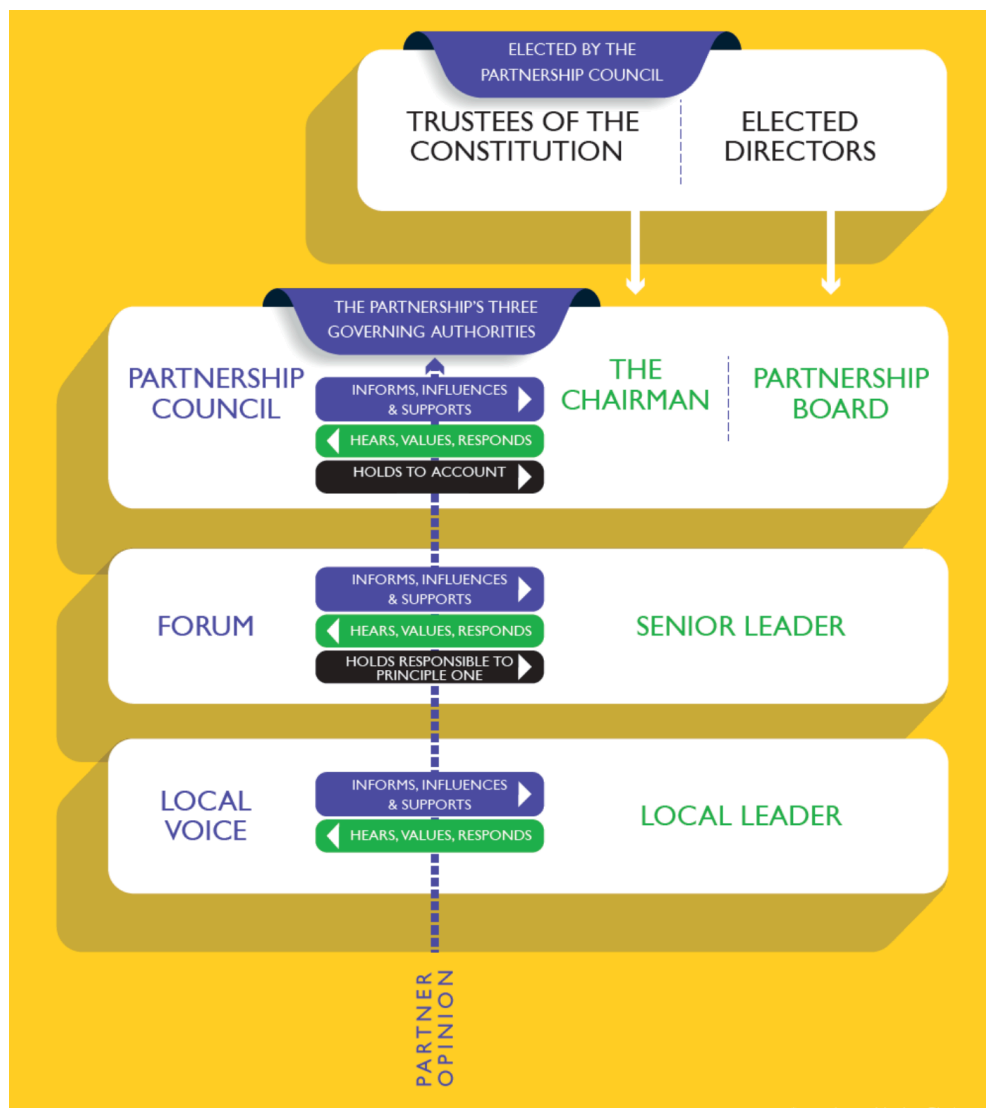 ELECTED BY THE
PARTNERSHIP COUNCIL
TRUSTEES OF THE
CONSTITUTION
ELECTED
DIRECTORS
THE PARTNERSHIP'S THREE
GOVERNING AUTHORITIES
PARTNERSHIP
COUNCIL
INFORMS, INFLUENCES
& SUPPORTS
HEARS, VALUES, RESPONDS
HOLDS TO ACCOUNT
THE
CHAIRMAN
PARTNERSHIP
BOARD
FORUM
INFORMS, INFLUENCES
& SUPPORTS
HEARS, VALUES, RESPONDS
HOLDS RESPONSIBLE TO
PRINCIPLE ONE
SENIOR LEADER
LOCAL
VOICE
INFORMS, INFLUENCES
& SUPPORTS
HEARS, VALUES, RESPONDS
LOCAL LEADER
PARTNER
OPINION